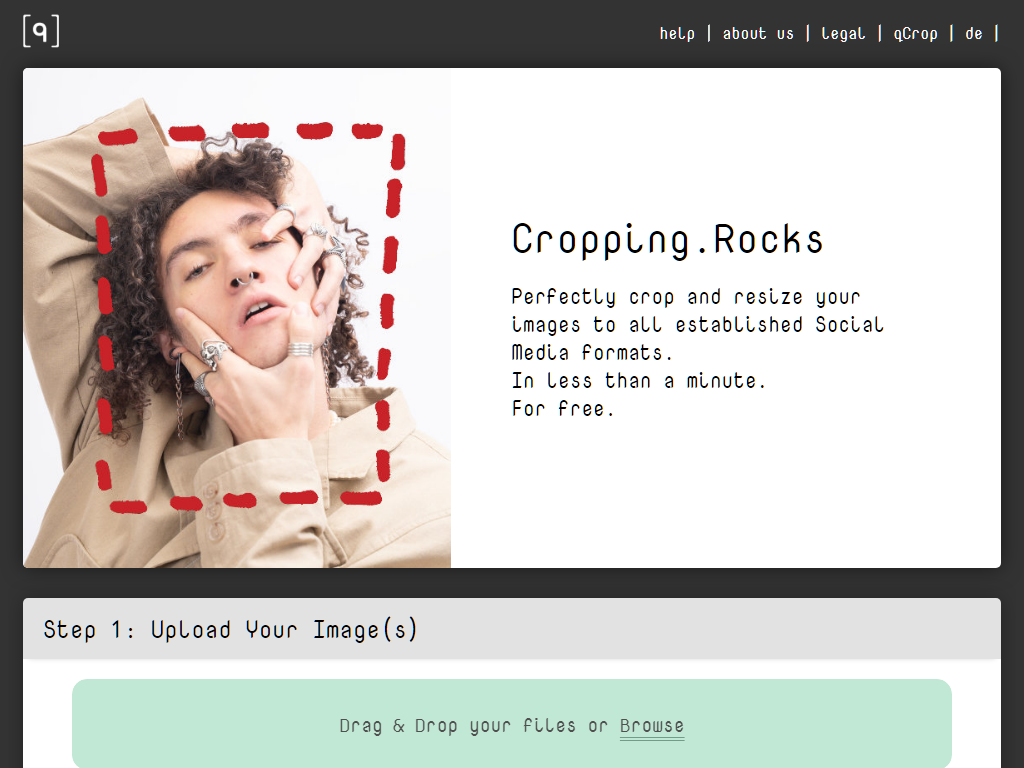 [q]
help | about us | legal | qCrop | de |
Cropping.Rocks
Perfectly crop and resize your
images to all established Social
Media formats.
In less than a minute.
For free.
Step 1: Upload Your Image(s)
Drag & Drop your files or Browse